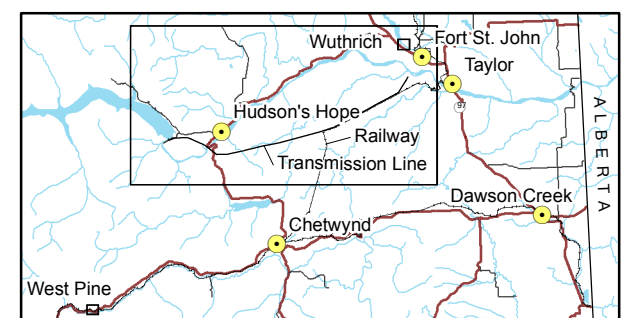 Wuthrich
Fort St. John
Taylor
97
Hudson's Hope
Railway
Transmission Line
ALBERTA
Dawson Creek
Chetwynd
West Pine